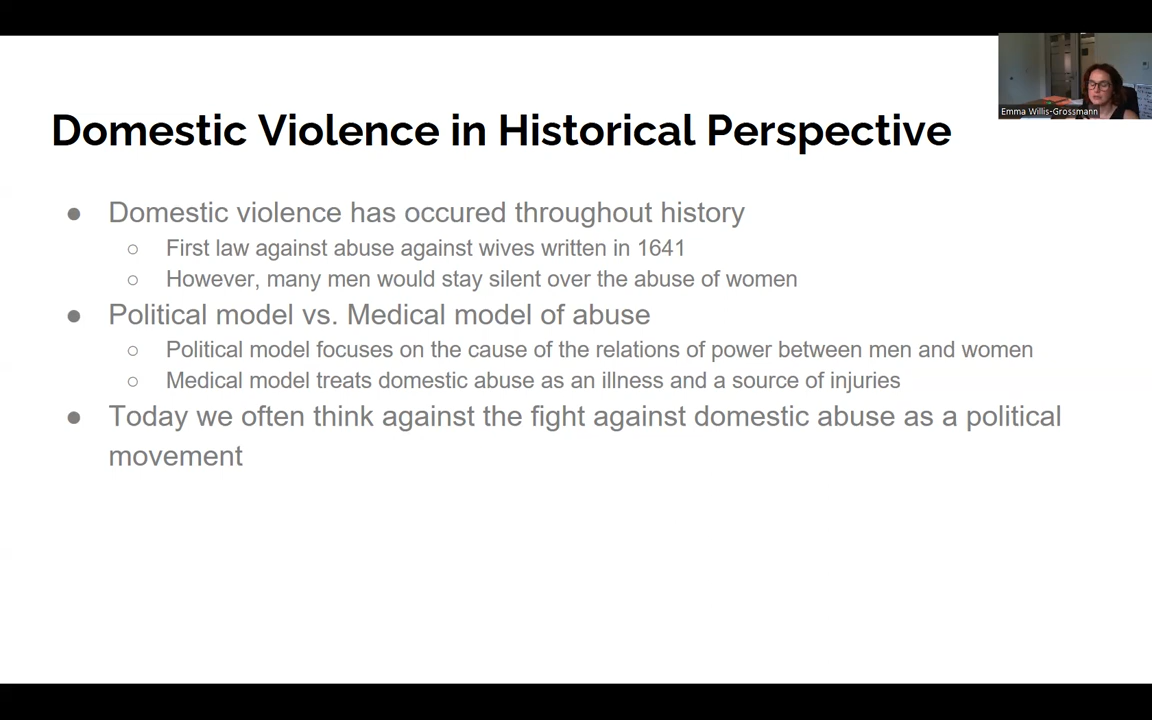 Domestic Violence in Historical Perspective
Emma Willis-Grossmann
● Domestic violence has occured throughout history
○ First law against abuse against wives written in 1641
○ However, many men would stay silent over the abuse of women
● Political model vs. Medical model of abuse
○ Political model focuses on the cause of the relations of power between men and women
○ Medical model treats domestic abuse as an illness and a source of injuries
● Today we often think against the fight against domestic abuse as a political
movement